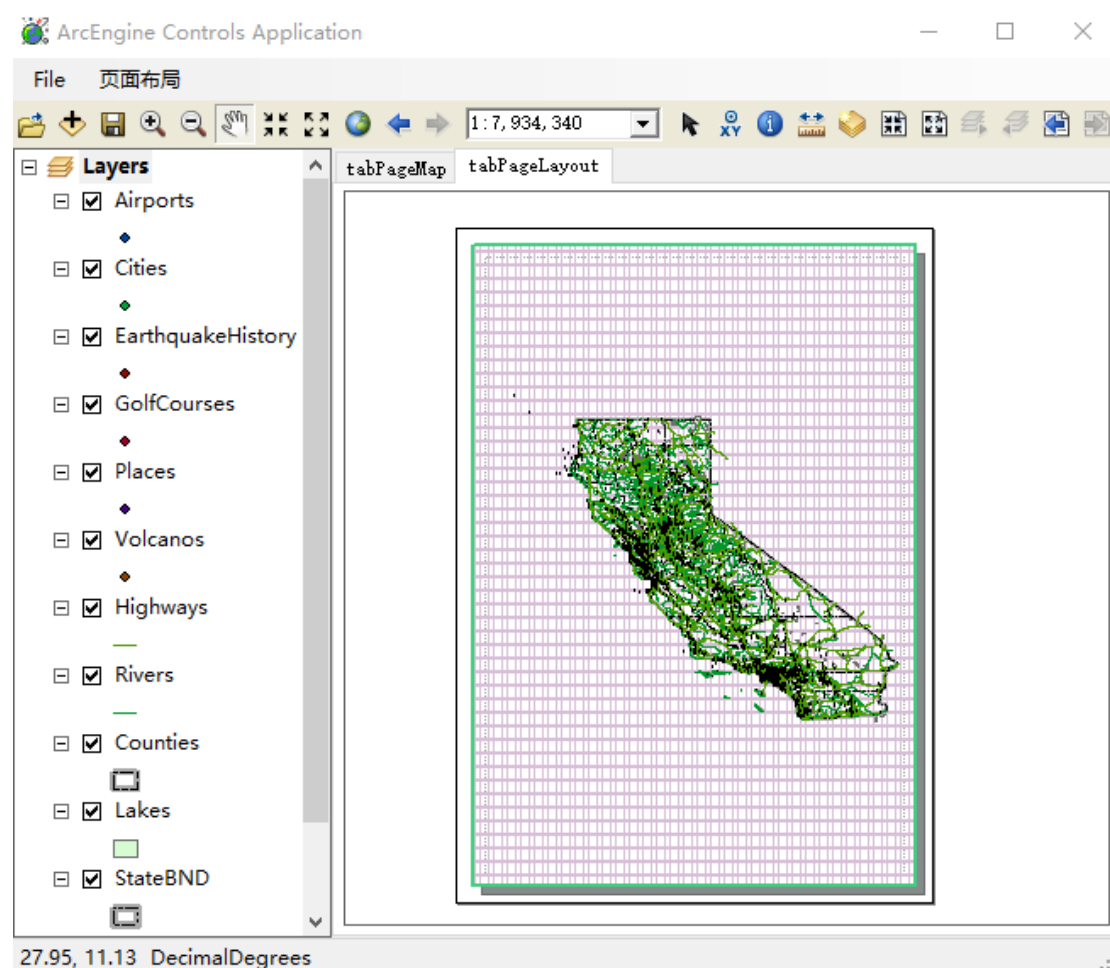 ArcEngine Controls Application
File 页面布局
1:7,934,340
XY
Layers
tabPageMap tabPageLayout
Airports
Cities
EarthquakeHistory
GolfCourses
Places
Volcanos
Highways
Rivers
Counties
Lakes
StateBND
27.95, 11.13 DecimalDegrees